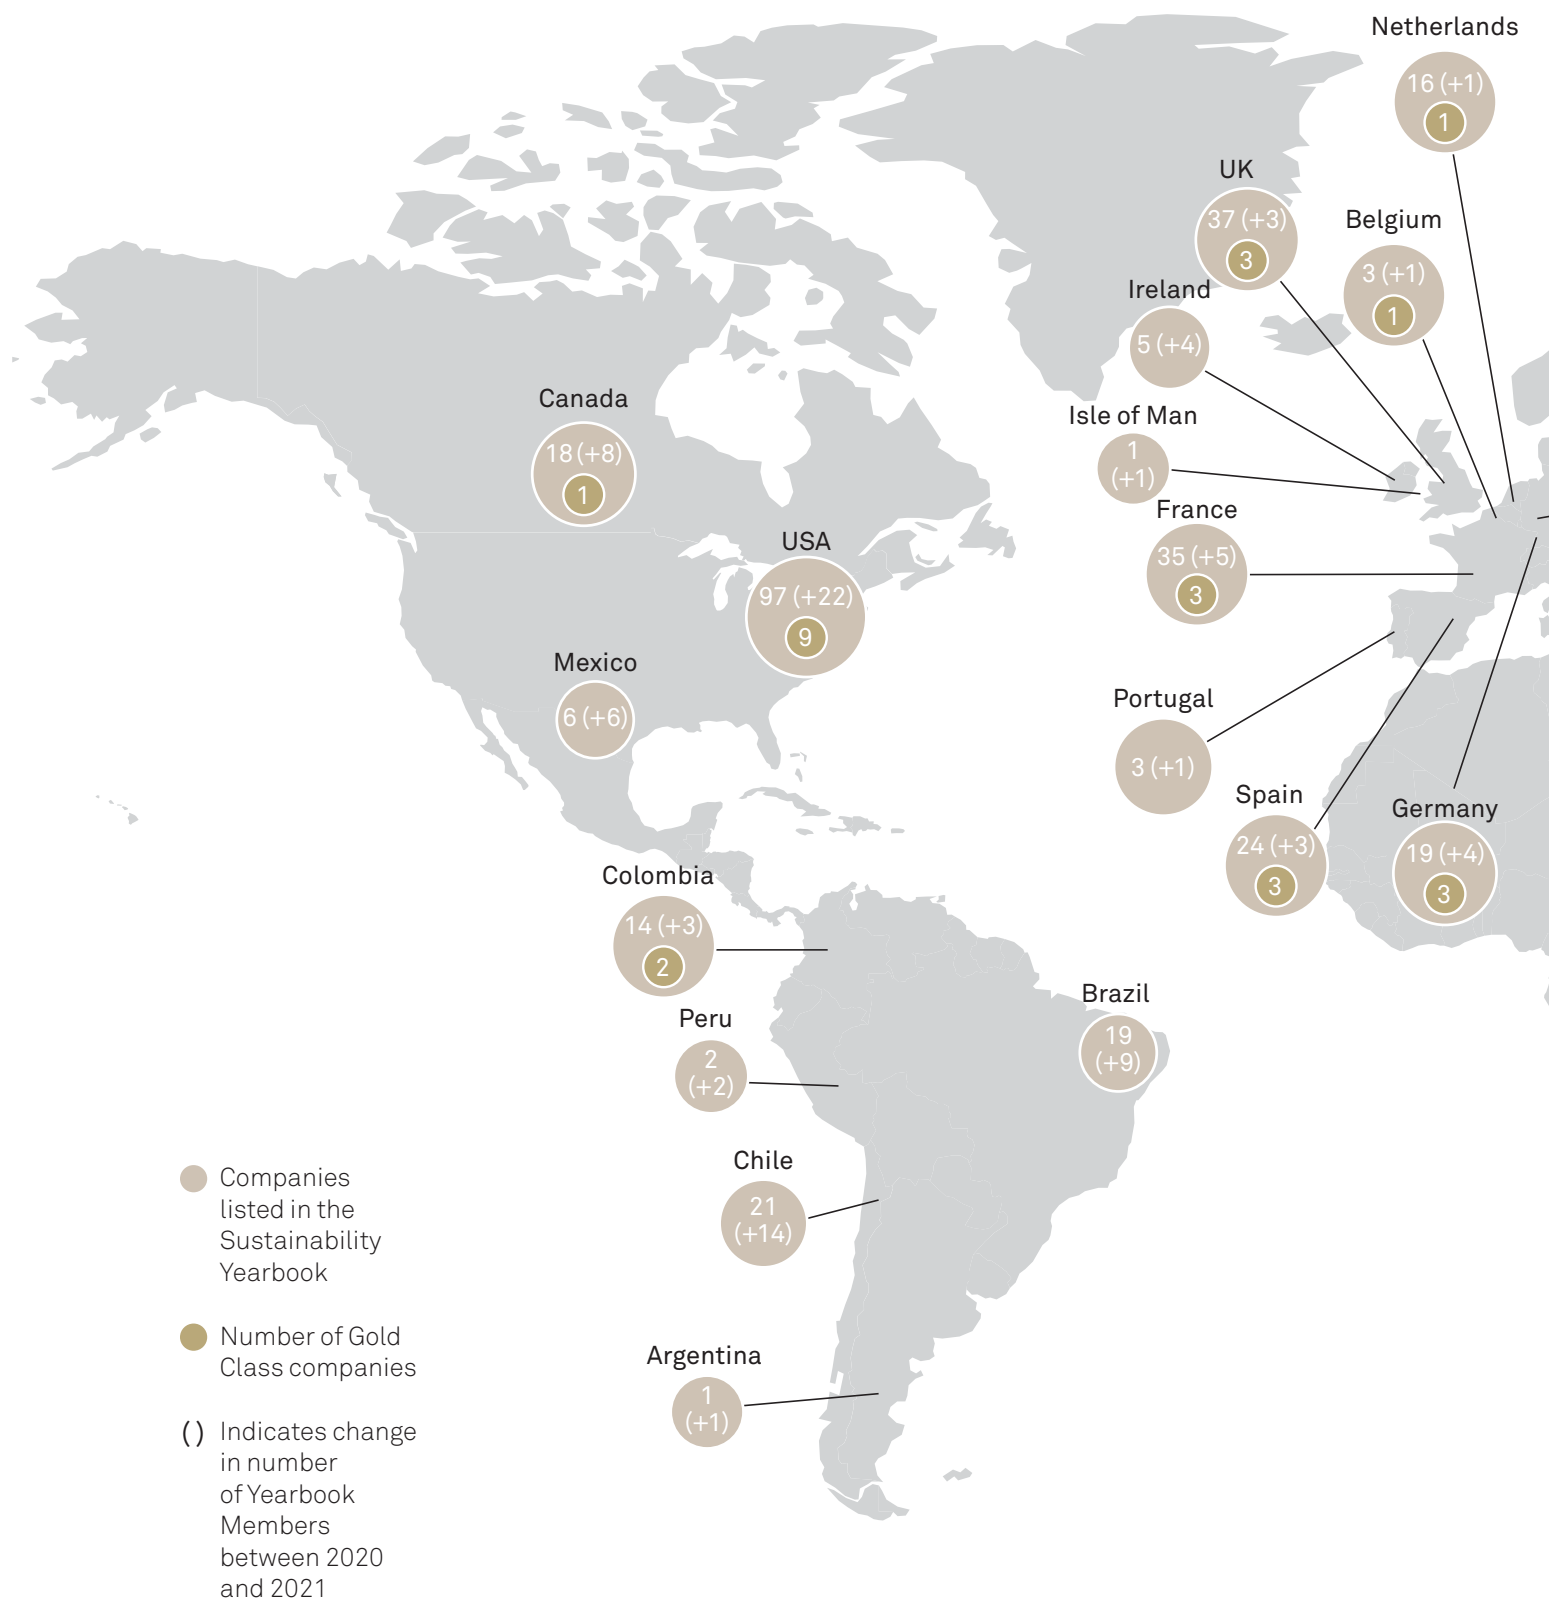 Netherlands
16 (+1)
1
UK
37 (+3)
3
Belgium
3 (+1)
1
Ireland
5 (+4)
Isle of Man
1
(+1)
Canada
18 (+8)
1
France
35 (+5)
3
USA
97 (+22)
9
Mexico
6 (+6)
Portugal
3 (+1)
Spain
24 (+3)
3
Germany
19 (+4)
3
Colombia
14 (+3)
2
Brazil
19
(+9)
Peru
2
(+2)
Chile
21
(+14)
Argentina
1
(+1)
Companies
listed in the
Sustainability
Yearbook
Number of Gold
Class companies
( ) Indicates change
in number
of Yearbook
Members
between 2020
and 2021